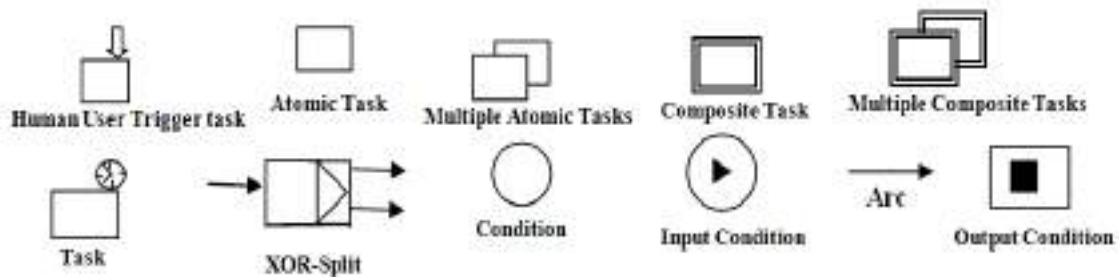 Human User Trigger task
Atomic Task
Multiple Atomic Tasks
Composite Task
Multiple Composite Tasks
Task
XOR-Split
Condition
Input Condition
Arc
Output Condition